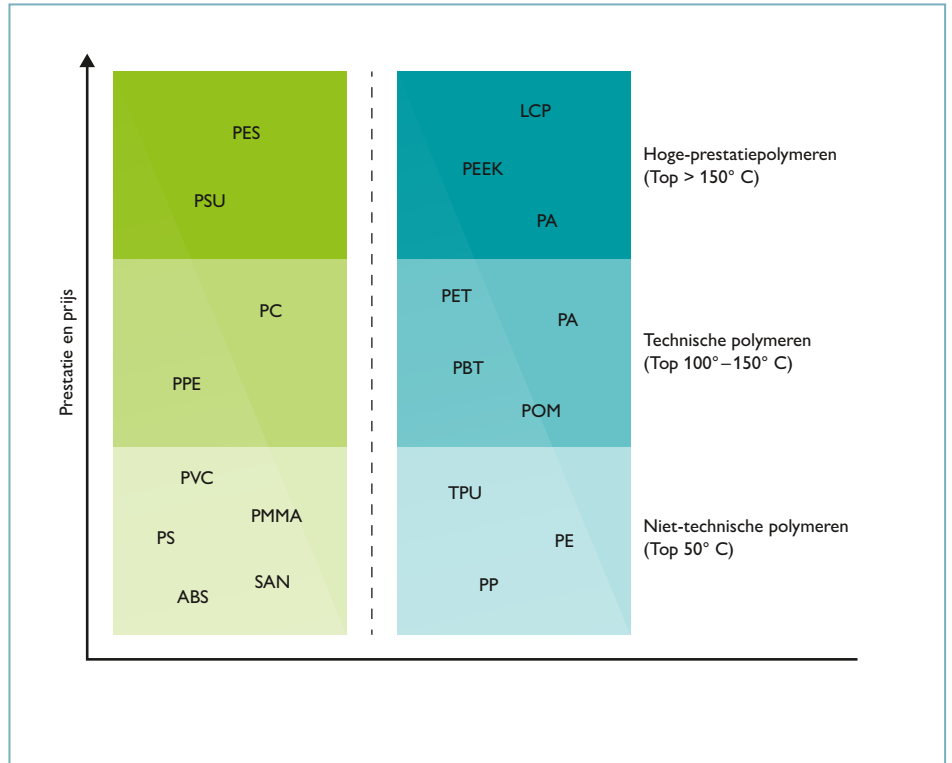 Prestatie en prijs
PES
PSU
PC
PPE
PVC
PMMA
PS
SAN
ABS
LCP
PEEK
PA
PET
PA
PBT
POM
TPU
PE
PP
Hoge-prestatiepolymeren
(Top > 150° C)
Technische polymeren
(Top 100°–150° C)
Niet-technische polymeren
(Top 50° C)